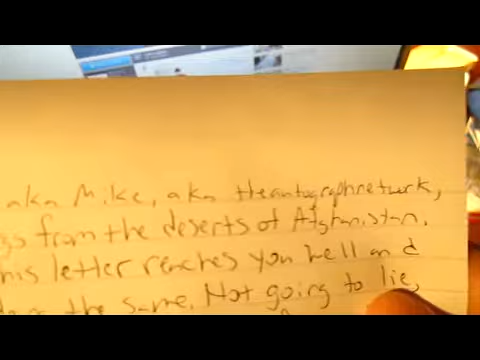 aka Mike, aka theautographnetwork,
from the deserts of Afghanistan.
letter reaches you well and
the same. Not going to lie,